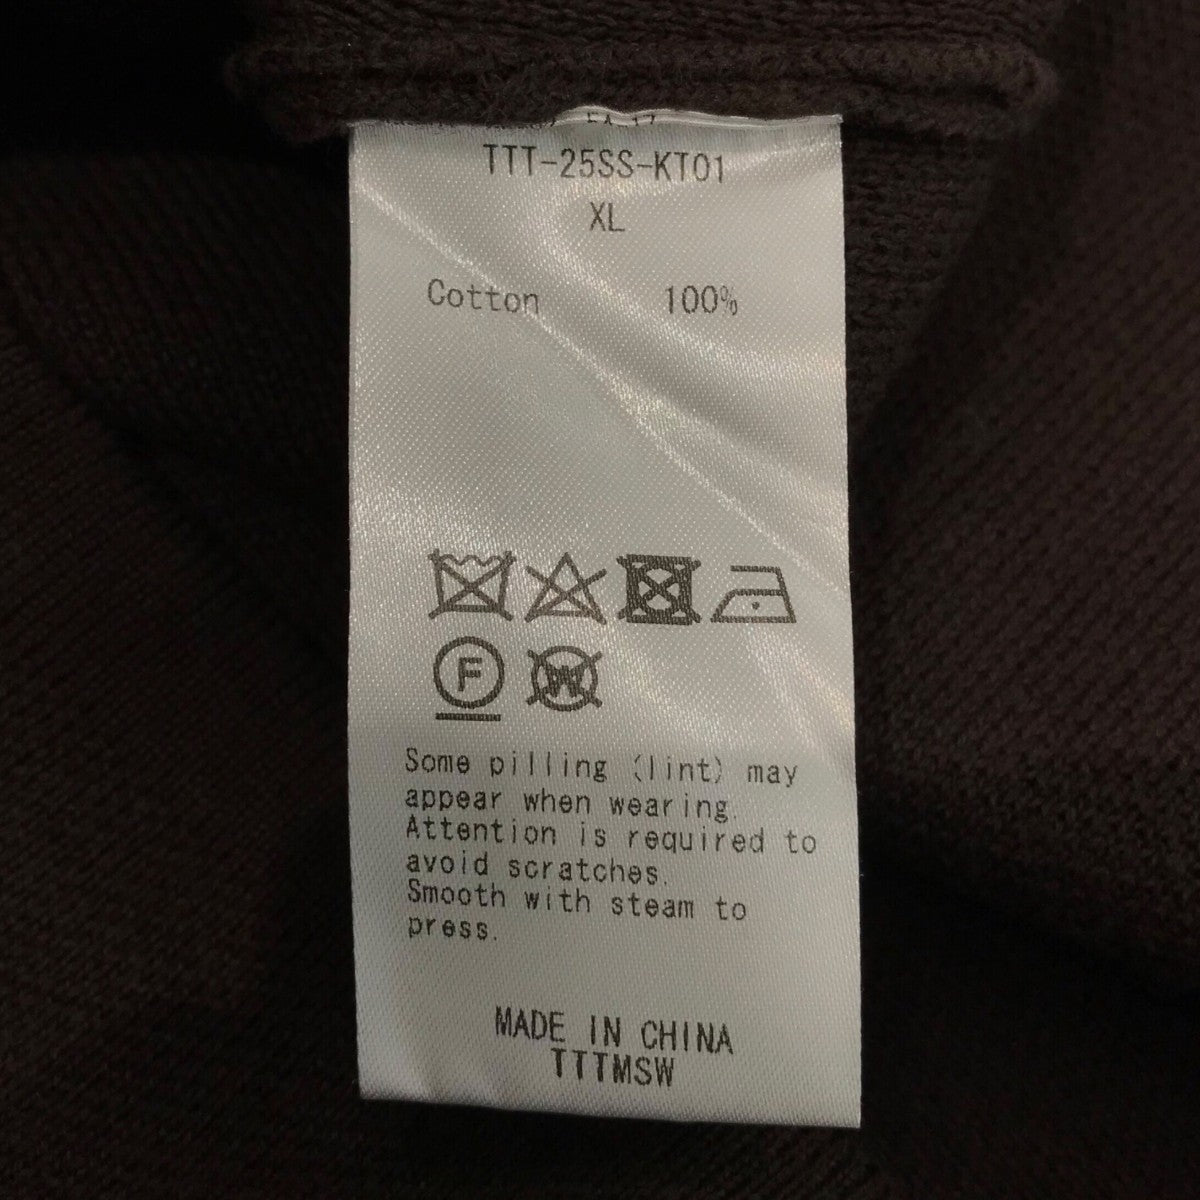 TTT-25SS-KT01
XL
Cotton 100%
F W
Some pilling (lint) may
appear when wearing.
Attention is required to
avoid scratches.
Smooth with steam to
press.
MADE IN CHINA
TTTMSW